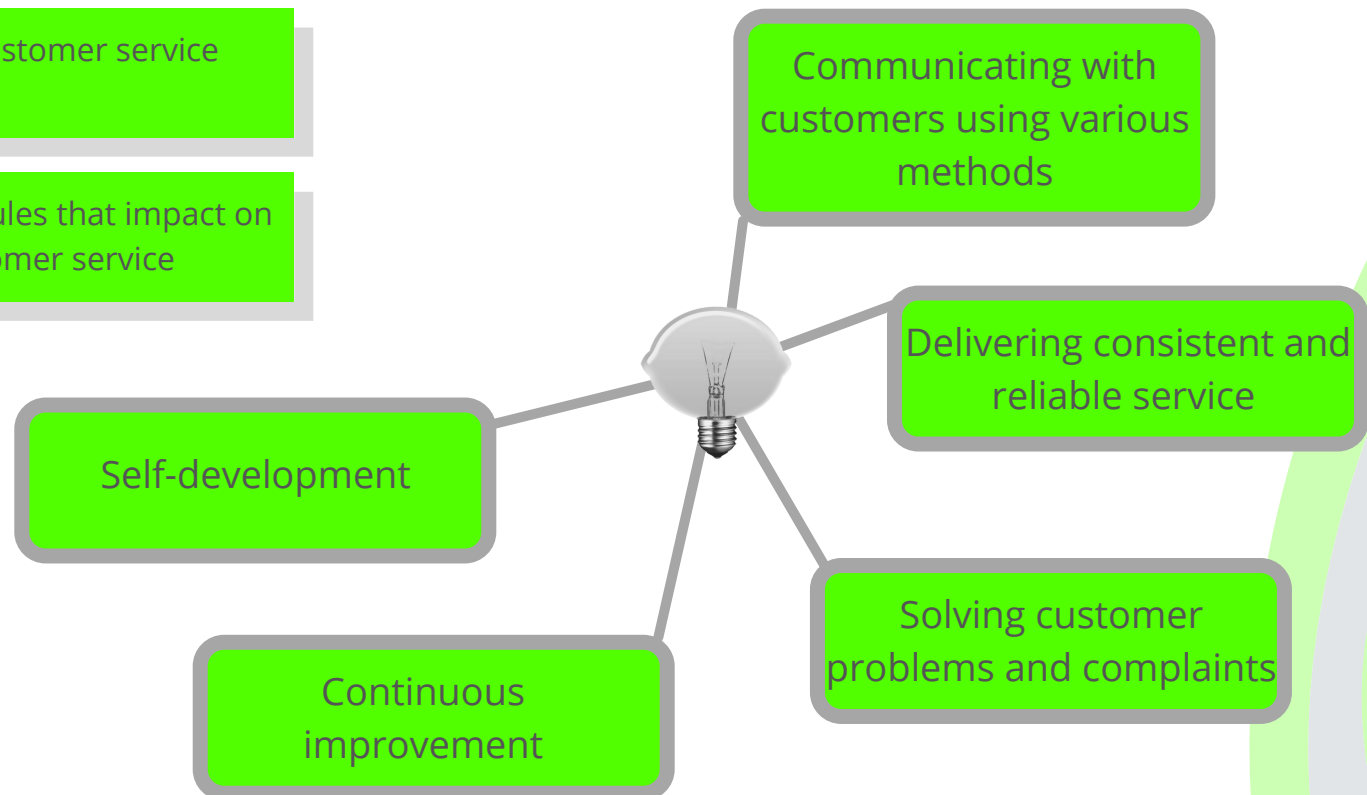 stomer service
ules that impact on
omer service
Communicating with
customers using various
methods
Delivering consistent and
reliable service
Self-development
Solving customer
problems and complaints
Continuous
improvement